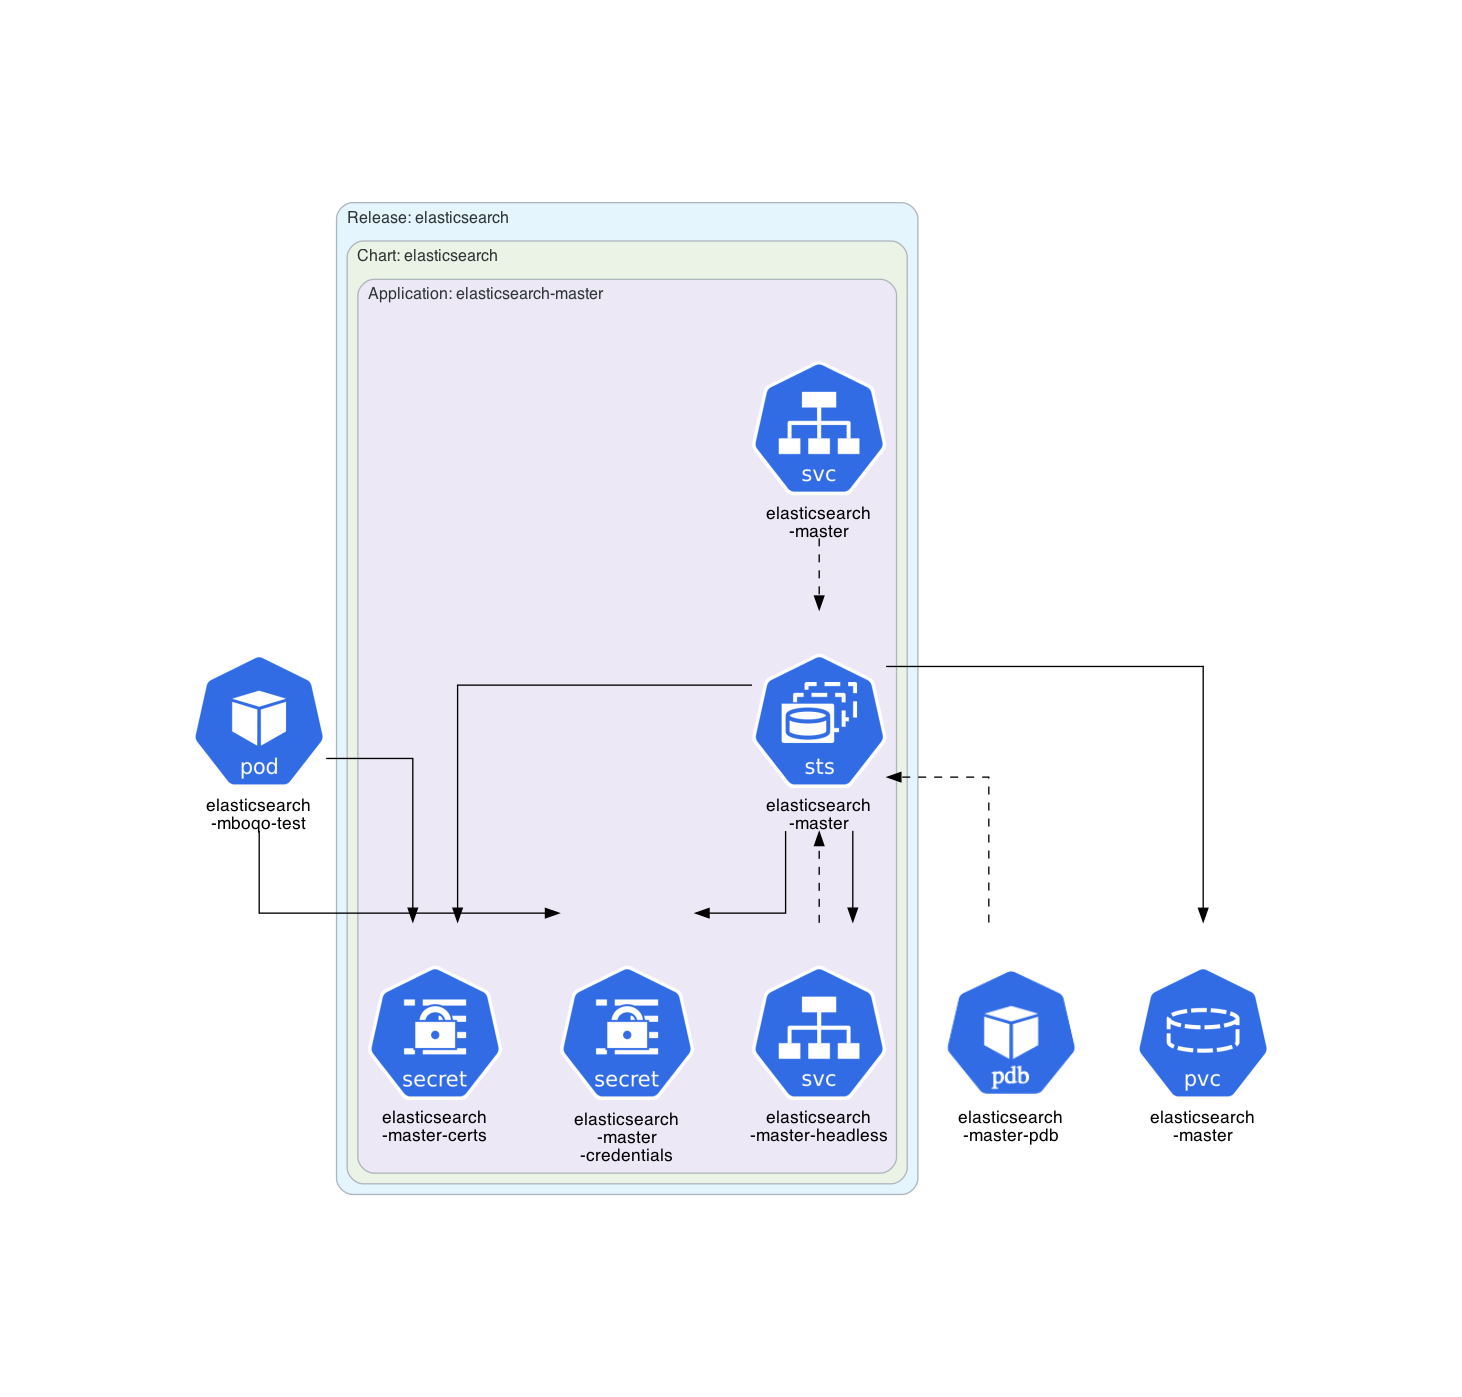 Release: elasticsearch
Chart: elasticsearch
Application: elasticsearch-master
svc
elasticsearch
-master
pod
elasticsearch
-mboqo-test
sts
elasticsearch
-master
secret
elasticsearch
-master-certs
secret
elasticsearch
-master
-credentials
svc
elasticsearch
-master-headless
pdb
elasticsearch
-master-pdb
pvc
elasticsearch
-master